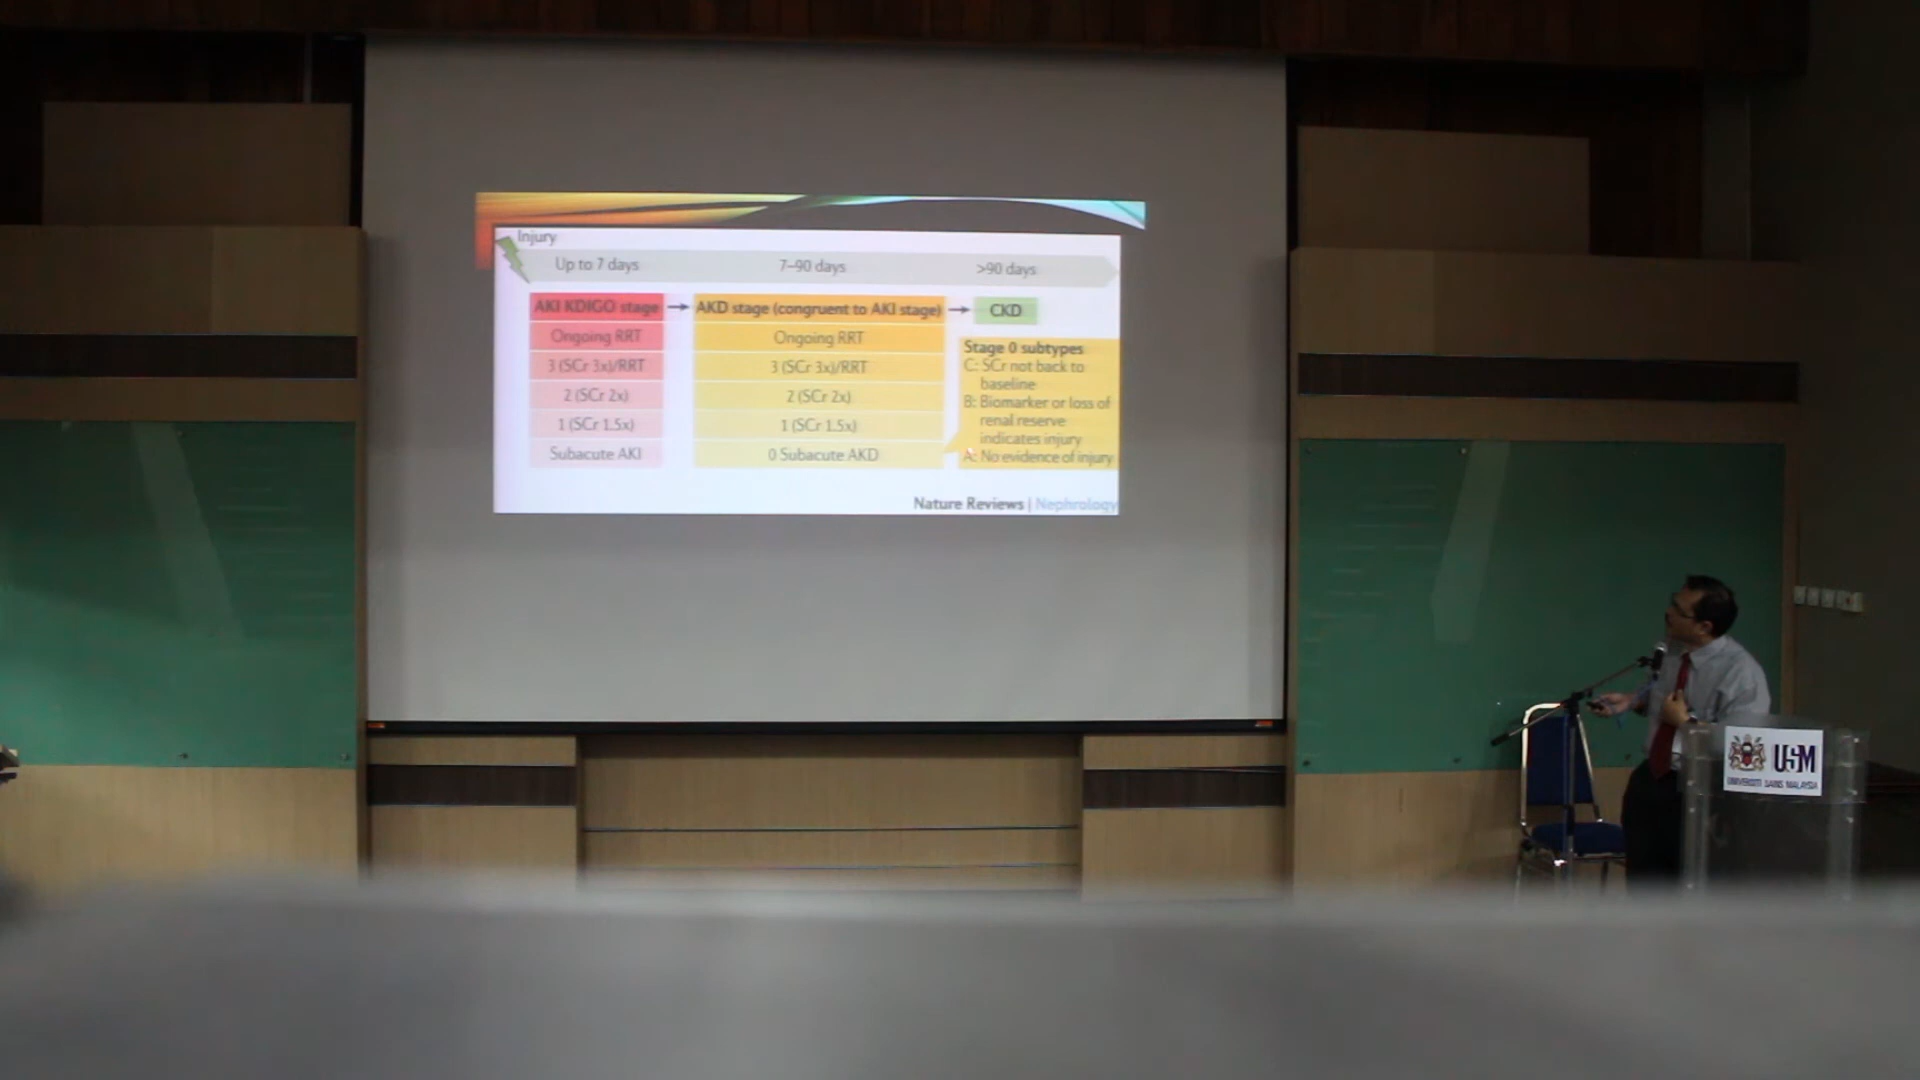 Injury
Up to 7 days
7–90 days
>90 days
AKI KDIGO stage
AKD stage (congruent to AKI stage)
CKD
Ongoing RRT
Ongoing RRT
3 (SCr 3x)/RRT
3 (SCr 3x)/RRT
2 (SCr 2x)
2 (SCr 2x)
1 (SCr 1.5x)
1 (SCr 1.5x)
Subacute AKI
0 Subacute AKD
Stage 0 subtypes
C: SCr not back to
baseline
B: Biomarker or loss of
renal reserve
indicates injury
A: No evidence of injury
Nature Reviews | Nephrology
USM
UNIVERSITI SAINS MALAYSIA